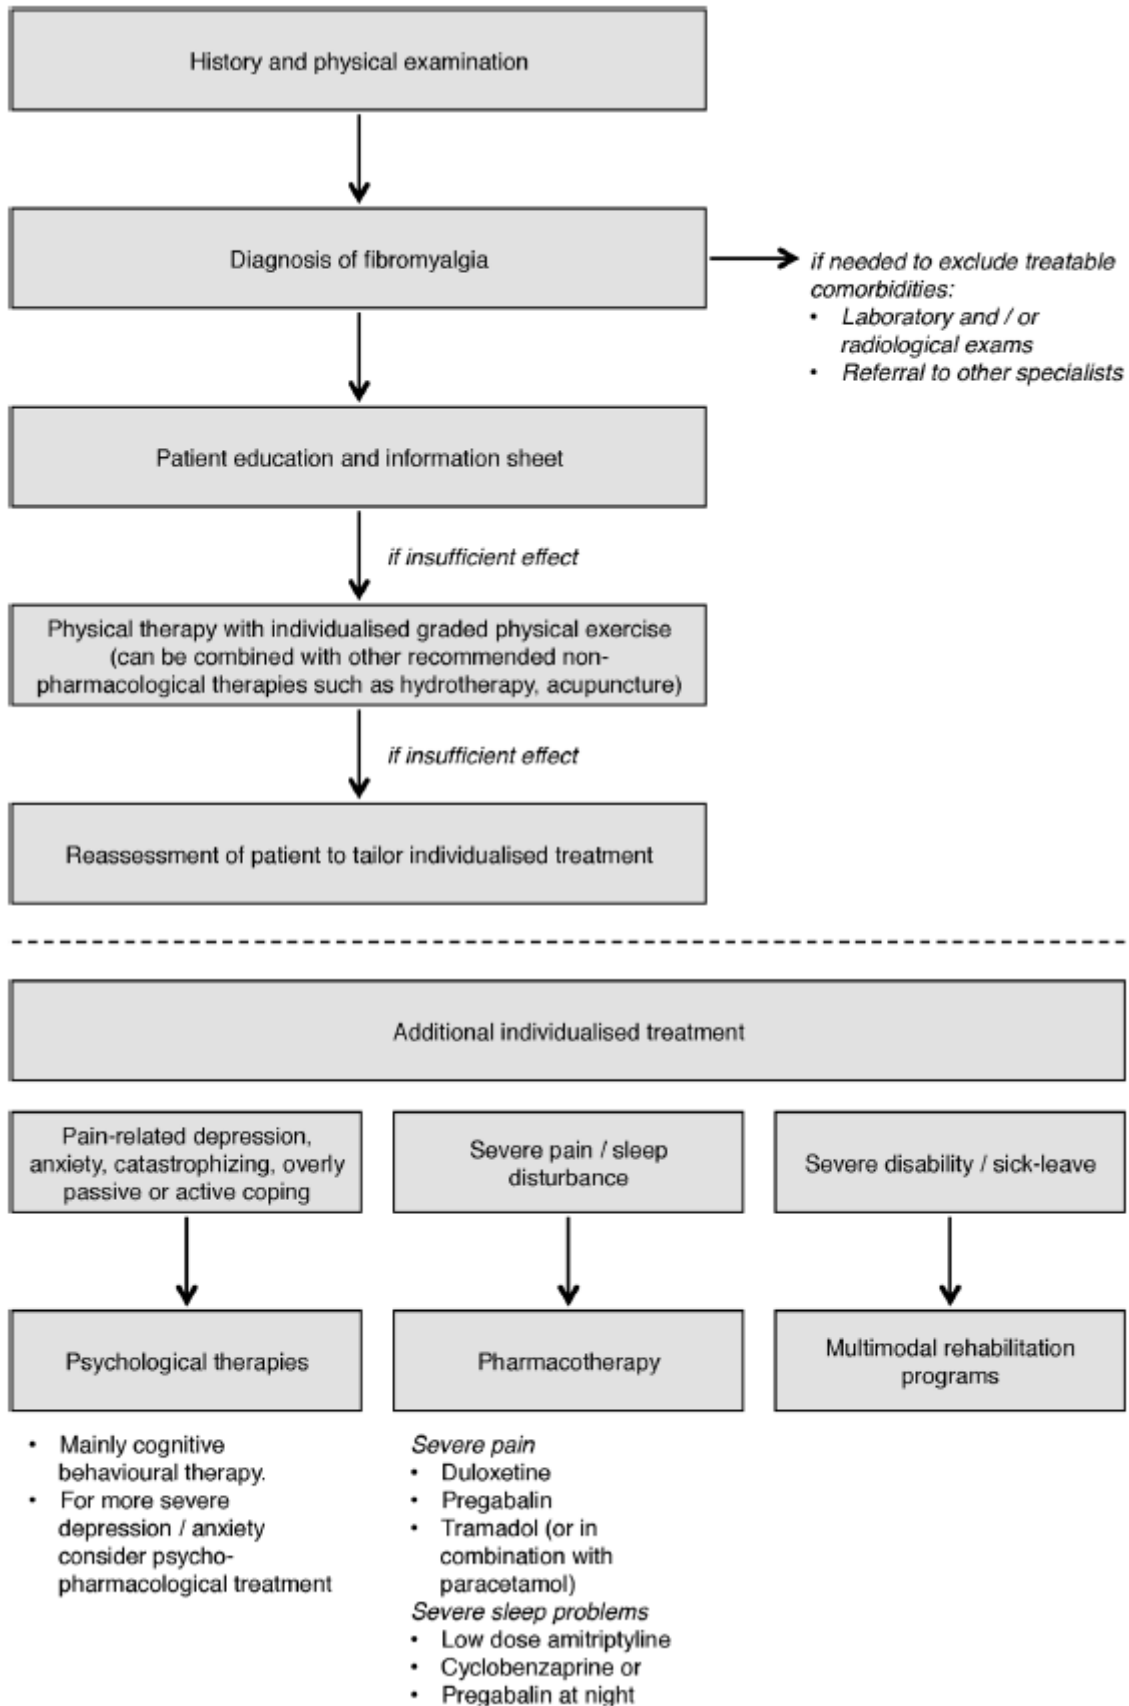 History and physical examination
Diagnosis of fibromyalgia
if needed to exclude treatable
comorbidities:
• Laboratory and / or
radiological exams
• Referral to other specialists
Patient education and information sheet
if insufficient effect
Physical therapy with individualised graded physical exercise
(can be combined with other recommended non-
pharmacological therapies such as hydrotherapy, acupuncture)
if insufficient effect
Reassessment of patient to tailor individualised treatment
Additional individualised treatment
Pain-related depression,
anxiety, catastrophizing, overly
passive or active coping
Severe pain / sleep
disturbance
Severe disability / sick-leave
Psychological therapies
Pharmacotherapy
Multimodal rehabilitation
programs
• Mainly cognitive
behavioural therapy.
• For more severe
depression / anxiety
consider psycho-
pharmacological treatment
Severe pain
• Duloxetine
• Pregabalin
• Tramadol (or in
combination with
paracetamol)
Severe sleep problems
• Low dose amitriptyline
• Cyclobenzaprine or
• Pregabalin at night